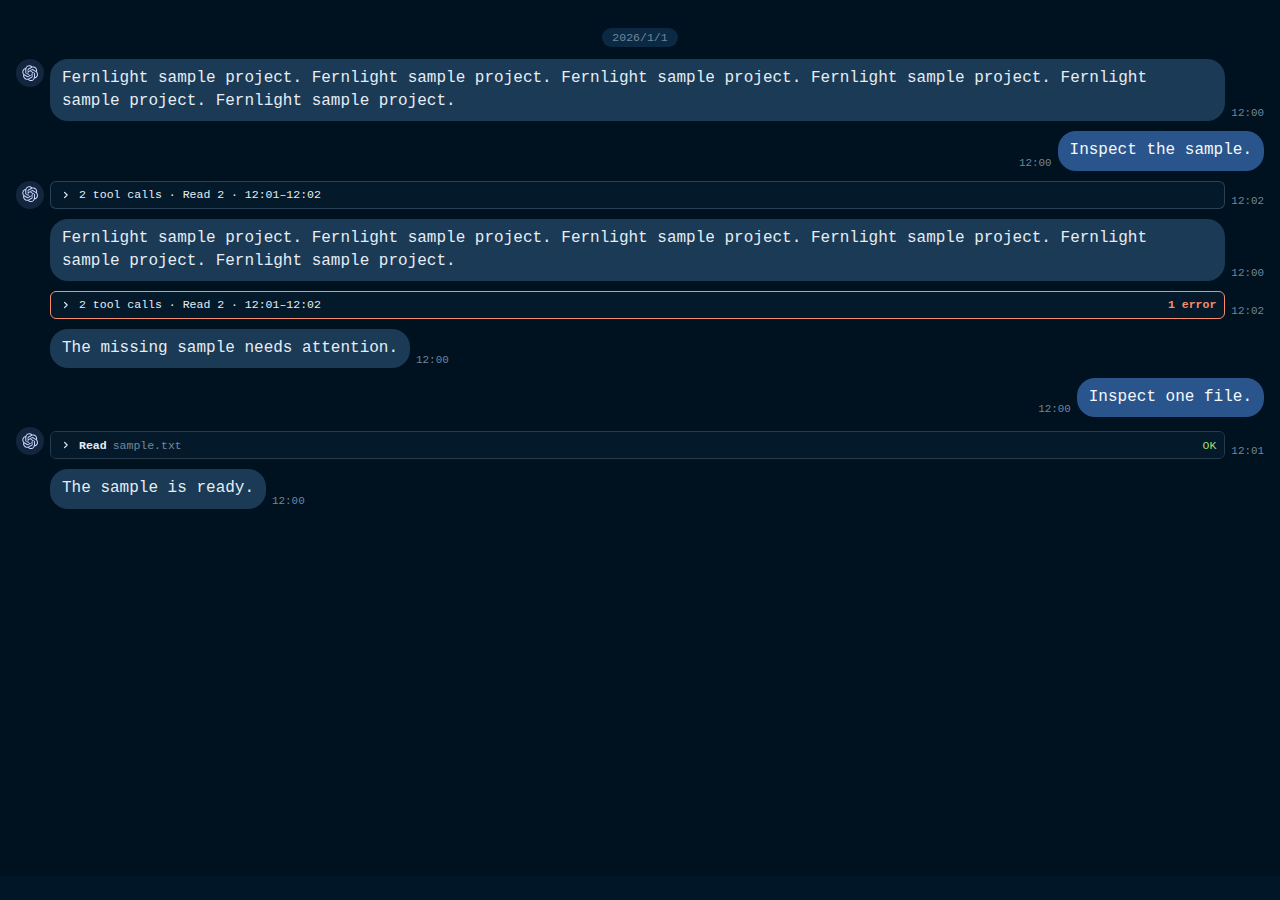 2026/1/1
Fernlight sample project. Fernlight sample project. Fernlight sample project. Fernlight sample project. Fernlight
sample project. Fernlight sample project.
12:00
Inspect the sample.
12:00
2 tool calls · Read 2 · 12:01–12:02
12:02
Fernlight sample project. Fernlight sample project. Fernlight sample project. Fernlight sample project. Fernlight
sample project. Fernlight sample project.
12:00
2 tool calls · Read 2 · 12:01–12:02 1 error
12:02
The missing sample needs attention.
12:00
Inspect one file.
12:00
Read sample.txt OK
12:01
The sample is ready.
12:00